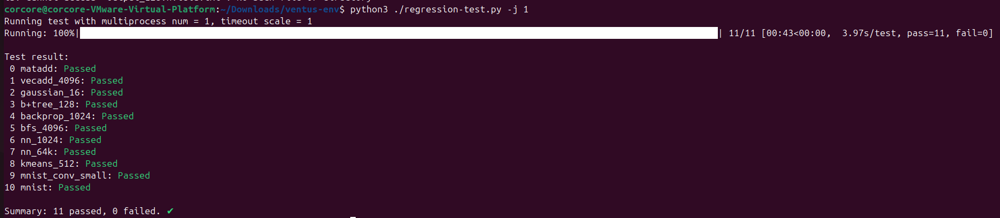 corcore@corcore-VMware-Virtual-Platform:~/Downloads/ventus-env$ python3 ./regression-test.py -j 1
Running test with multiprocess num = 1, timeout scale = 1
Running: 100%| | 11/11 [00:43<00:00,  3.97s/test, pass=11, fail=0]
Test result:
 0 matadd: Passed
 1 vecadd_4096: Passed
 2 gaussian_16: Passed
 3 b+tree_128: Passed
 4 backprop_1024: Passed
 5 bfs_4096: Passed
 6 nn_1024: Passed
 7 nn_64k: Passed
 8 kmeans_512: Passed
 9 mnist_conv_small: Passed
10 mnist: Passed
Summary: 11 passed, 0 failed. ✔